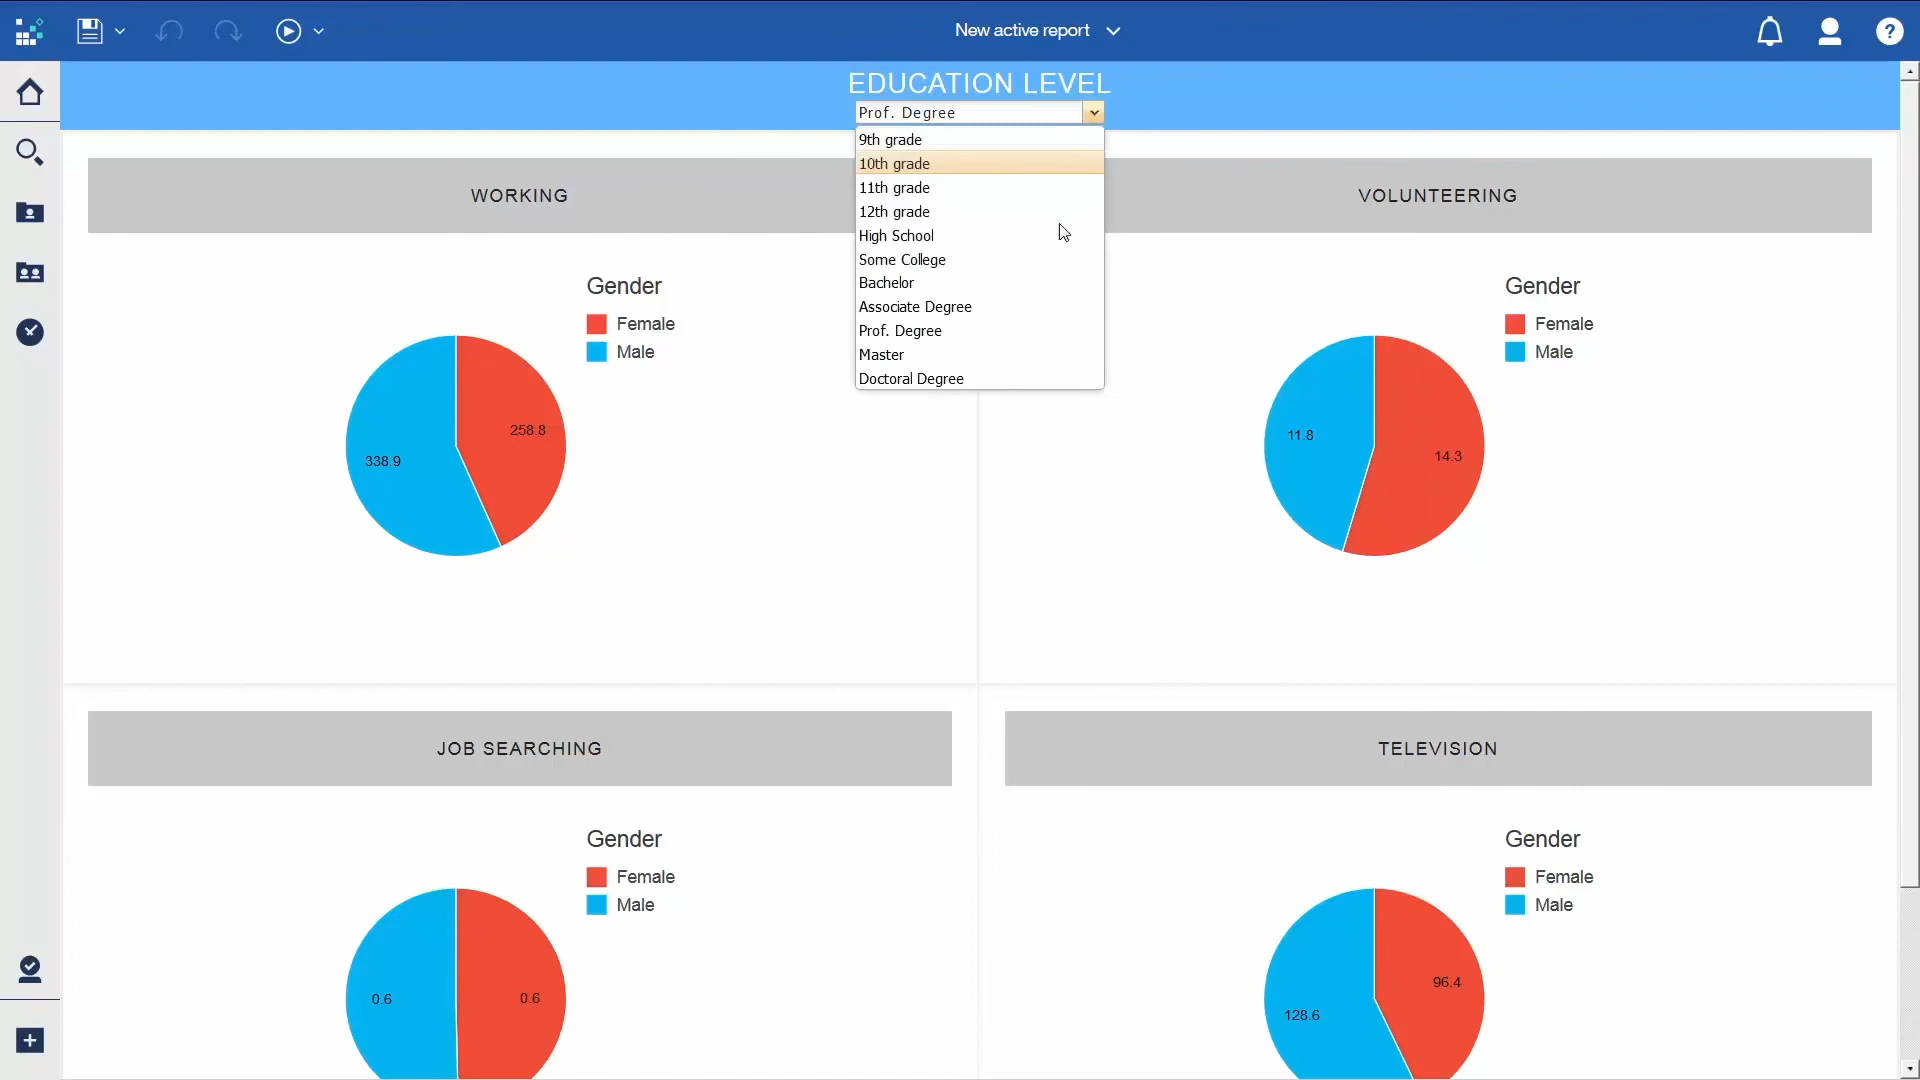 New active report
?
EDUCATION LEVEL
Prof. Degree
9th grade
10th grade
11th grade
12th grade
High School
Some College
Bachelor
Associate Degree
Prof. Degree
Master
Doctoral Degree
WORKING
Gender
Female
Male
258.8
338.9
VOLUNTEERING
Gender
Female
Male
11.8
14.3
JOB SEARCHING
Gender
Female
Male
0.6
0.6
TELEVISION
Gender
Female
Male
96.4
128.6